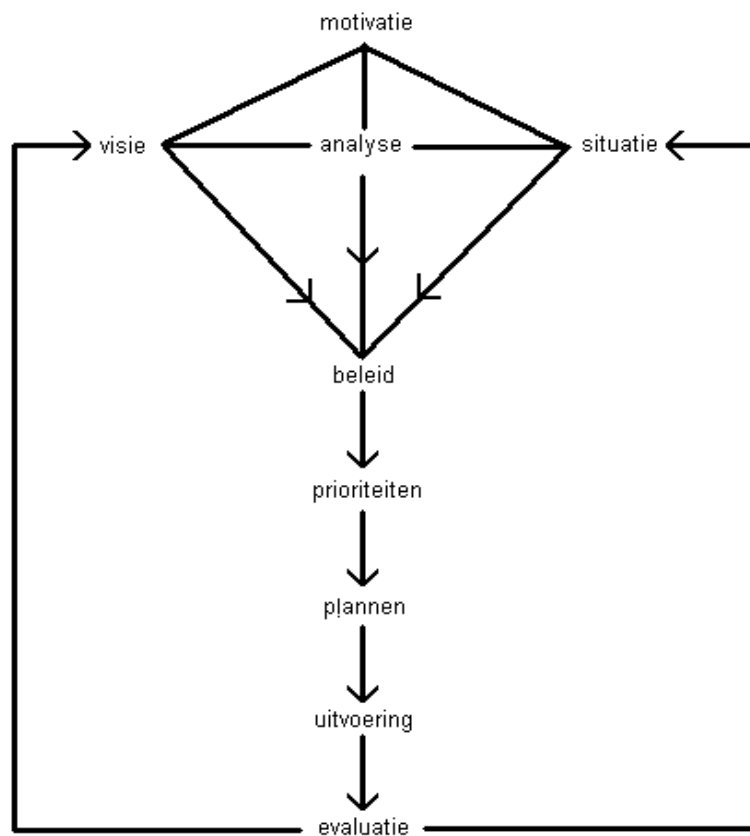 motivatie
visie analyse situatie
beleid
prioriteiten
plannen
uitvoering
evaluatie